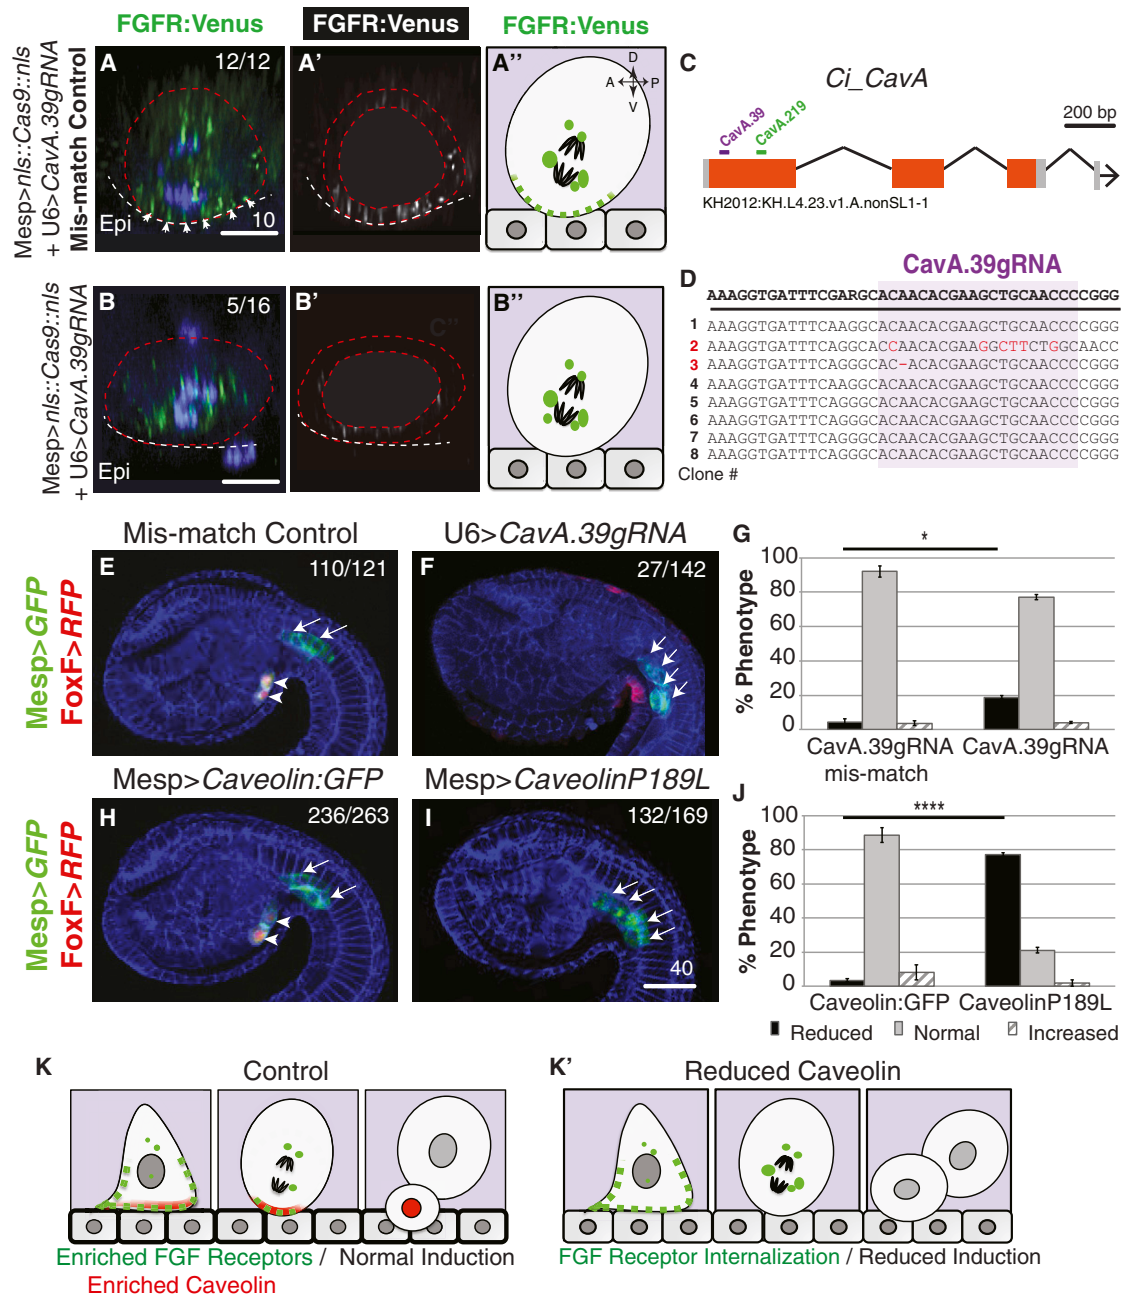 FGFR:Venus
FGFR:Venus
FGFR:Venus
Mesp>nls::Cas9::nls
+ U6>CavA.39gRNA
Mis-match Control
A
12/12
Epi
10
A'
A''
D
A
P
V
Mesp>nls::Cas9::nls
+ U6>CavA.39gRNA
B
5/16
Epi
B'
C''
B''
C
Ci_CavA
CavA.39
CavA.219
200 bp
KH2012:KH.L4.23.v1.A.nonSL1-1
CavA.39gRNA
D
AAAGGTGATTTCGARGCACAACACGAAGCTGCAACCCCGGG
1 AAAGGTGATTTCAAGGCACAACACGAAGCTGCAACCCCGGG
2 AAAGGTGATTTCAGGCACCAACACGAAGGCTTCTGGCAACC
3 AAAGGTGATTTCAGGGCAC-ACACGAAGCTGCAACCCCGGG
4 AAAGGTGATTTCAGGGCACAACACGAAGCTGCAACCCCGGG
5 AAAGGTGATTTCAGGGCACAACACGAAGCTGCAACCCCGGG
6 AAAGGTGATTTCAGGGCACAACACGAAGCTGCAACCCCGGG
7 AAAGGTGATTTCAGGGCACAACACGAAGCTGCAACCCCGGG
8 AAAGGTGATTTCAGGGCACAACACGAAGCTGCAACCCCGGG
Clone #
Mis-match Control
U6>CavA.39gRNA
Mesp>GFP
FoxF>RFP
E
110/121
F
27/142
G
*
% Phenotype
100
80
60
40
20
0
CavA.39gRNA
mis-match
CavA.39gRNA
Mesp>Caveolin:GFP
Mesp>CaveolinP189L
Mesp>GFP
FoxF>RFP
H
236/263
I
132/169
40
J
****
% Phenotype
100
80
60
40
20
0
Caveolin:GFP
CaveolinP189L
Reduced
Normal
Increased
K
Control
Enriched FGF Receptors / Normal Induction
Enriched Caveolin
K'
Reduced Caveolin
FGF Receptor Internalization / Reduced Induction